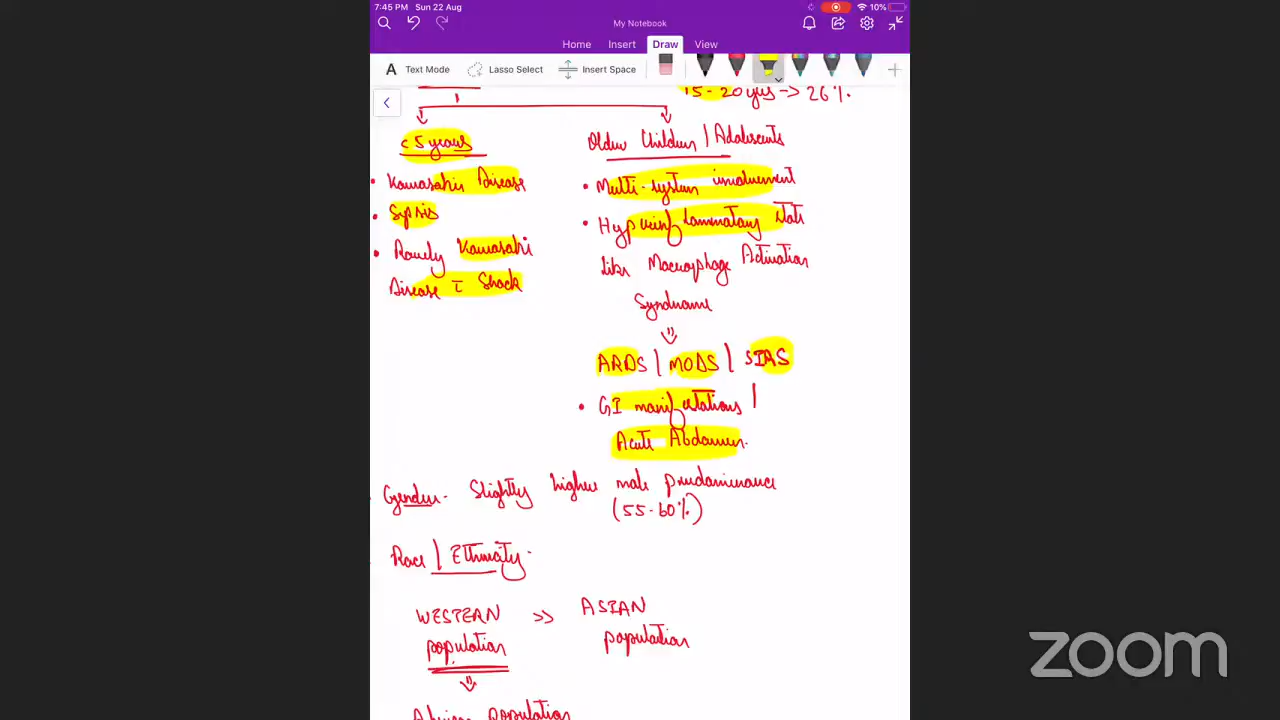 7:45 PM Sun 22 Aug
10%
My Notebook
Home Insert Draw View
A Text Mode Lasso Select Insert Space
15-20 yrs -> 26%.
< 5 years
Older Children / Adolescents
• Kawasaki Disease
• Sepsis
• Rarely Kawasaki
Disease c̄ Shock
• Multi-system involvement
• Hyperinflammatory state
like Macrophage Activation
Syndrome
ARDS | MODS | SIRS
• GI manifestations |
Acute Abdomen.
Gender- Slightly higher male predominance
(55-60%)
Race | Ethnicity-
WESTERN >> ASIAN
population population
population
zoom